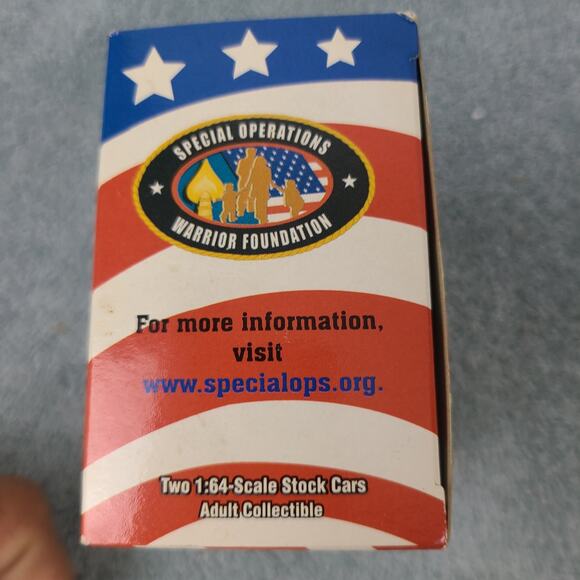 SPECIAL OPERATIONS
WARRIOR FOUNDATION
For more information,
visit
www.specialops.org.
Two 1:64-Scale Stock Cars
Adult Collectible